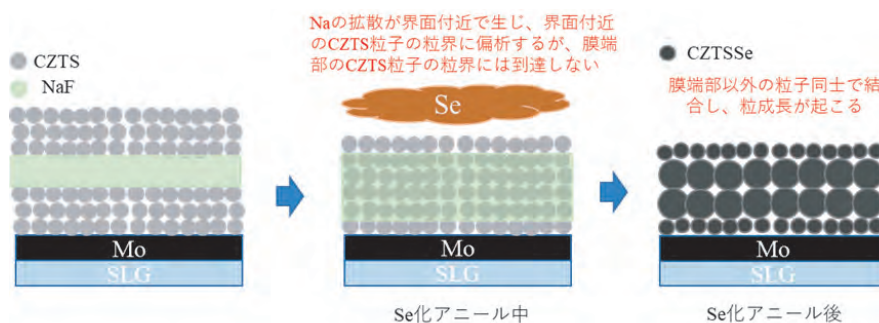 CZTS
NaF
Mo
SLG
Naの拡散が界面付近で生じ、界面付近
のCZTS粒子の粒界に偏析するが、膜端
部のCZTS粒子の粒界には到達しない
Se
Mo
SLG
Se化アニール中
CZTSSe
膜端部以外の粒子同士で結
合し、粒成長が起こる
Mo
SLG
Se化アニール後